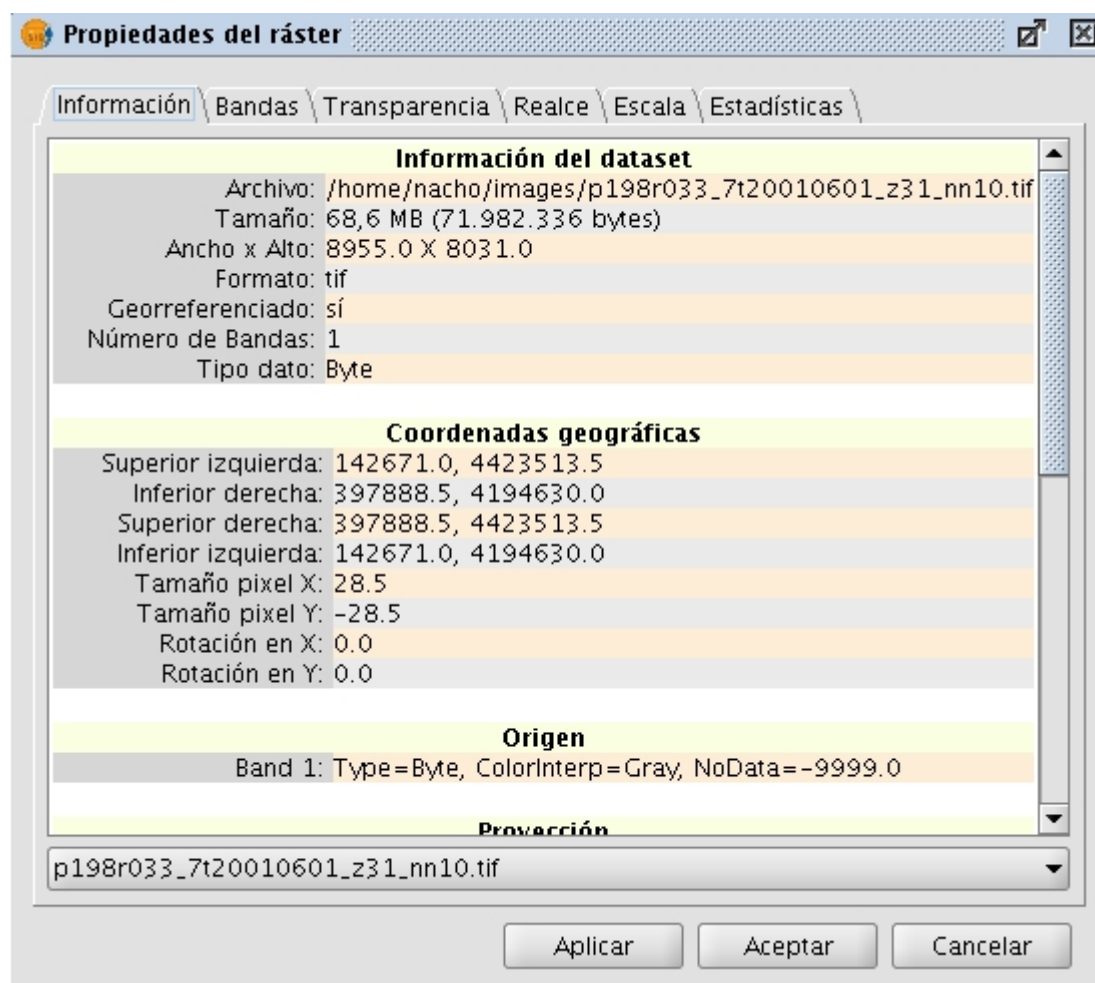 Propiedades del ráster
Información Bandas Transparencia Realce Escala Estadísticas
Información del dataset
Archivo: /home/nacho/images/p198r033_7t20010601_z31_nn10.tif
Tamaño: 68,6 MB (71.982.336 bytes)
Ancho x Alto: 8955.0 X 8031.0
Formato: tif
Georreferenciado: sí
Número de Bandas: 1
Tipo dato: Byte
Coordenadas geográficas
Superior izquierda: 142671.0, 4423513.5
Inferior derecha: 397888.5, 4194630.0
Superior derecha: 397888.5, 4423513.5
Inferior izquierda: 142671.0, 4194630.0
Tamaño pixel X: 28.5
Tamaño pixel Y: -28.5
Rotación en X: 0.0
Rotación en Y: 0.0
Origen
Band 1: Type=Byte, ColorInterp=Gray, NoData=-9999.0
Proyección
p198r033_7t20010601_z31_nn10.tif
Aplicar Aceptar Cancelar